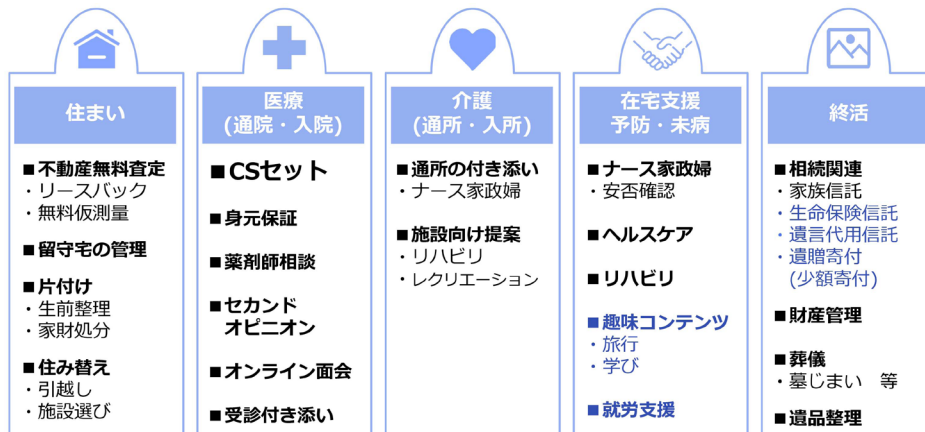 住まい
■不動産無料査定
・リースバック
・無料仮測量
■留守宅の管理
■片付け
・生前整理
・家財処分
■住み替え
・引越し
・施設選び
医療
(通院・入院)
■CSセット
■身元保証
■薬剤師相談
■セカンド
オピニオン
■オンライン面会
■受診付き添い
介護
(通所・入所)
■通所の付き添い
・ナース家政婦
■施設向け提案
・リハビリ
・レクリエーション
在宅支援
予防・未病
■ナース家政婦
・安否確認
■ヘルスケア
■リハビリ
■趣味コンテンツ
・旅行
・学び
■就労支援
終活
■相続関連
・家族信託
・生命保険信託
・遺言代用信託
・遺贈寄付
(少額寄付)
■財産管理
■葬儀
・墓じまい　等
■遺品整理